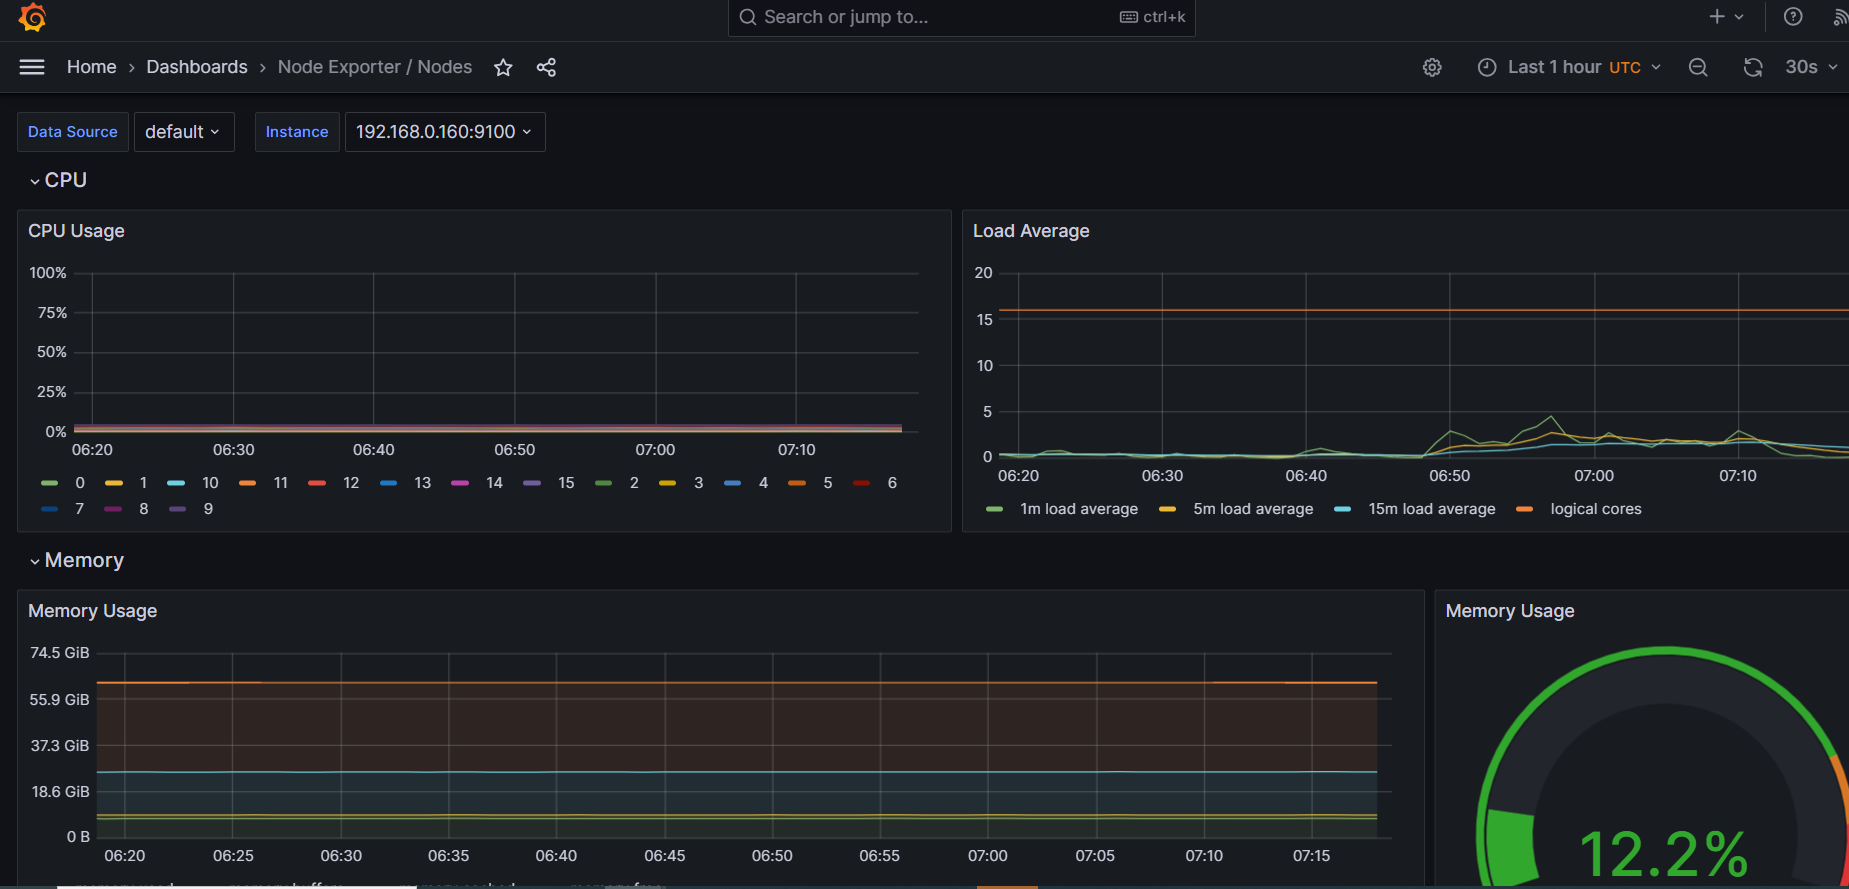 Search or jump to...
ctrl+k
Home > Dashboards > Node Exporter / Nodes
Last 1 hour UTC
30s
Data Source
default
Instance
192.168.0.160:9100
CPU
CPU Usage
100%
75%
50%
25%
0%
06:20 06:30 06:40 06:50 07:00 07:10
0 1 10 11 12 13 14 15 2 3 4 5 6
7 8 9
Load Average
20
15
10
5
0
06:20 06:30 06:40 06:50 07:00 07:10
1m load average 5m load average 15m load average logical cores
Memory
Memory Usage
74.5 GiB
55.9 GiB
37.3 GiB
18.6 GiB
0 B
06:20 06:25 06:30 06:35 06:40 06:45 06:50 06:55 07:00 07:05 07:10 07:15
Memory Usage
12.2%